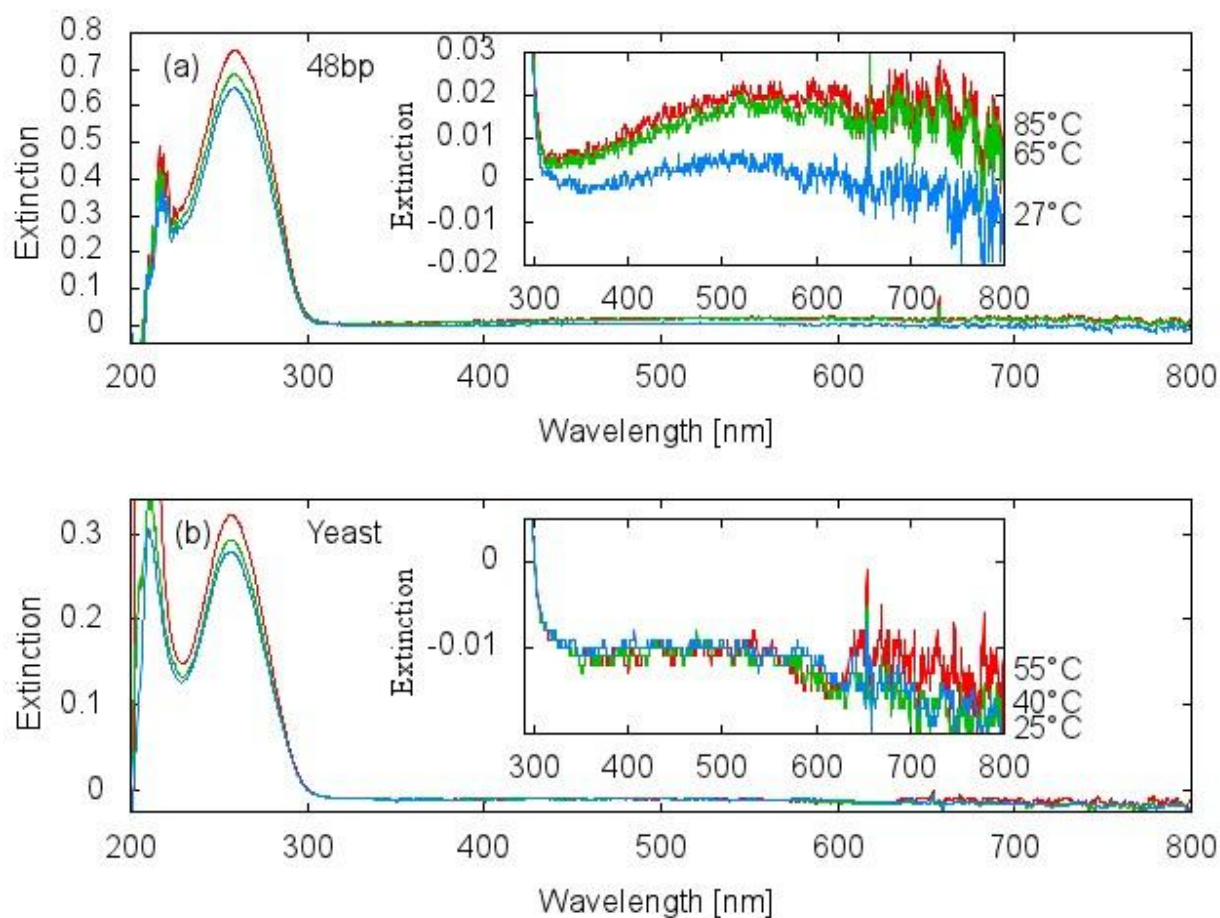 0.8
0.7
0.6
0.5
0.4
0.3
0.2
0.1
0
Extinction
(a) 48bp
0.03
0.02
0.01
0
-0.01
-0.02
Extinction
300 400 500 600 700 800
85°C
65°C
27°C
200 300 400 500 600 700 800
Wavelength [nm]
0.3
0.2
0.1
0
Extinction
(b) Yeast
0
-0.01
Extinction
300 400 500 600 700 800
55°C
40°C
25°C
200 300 400 500 600 700 800
Wavelength [nm]